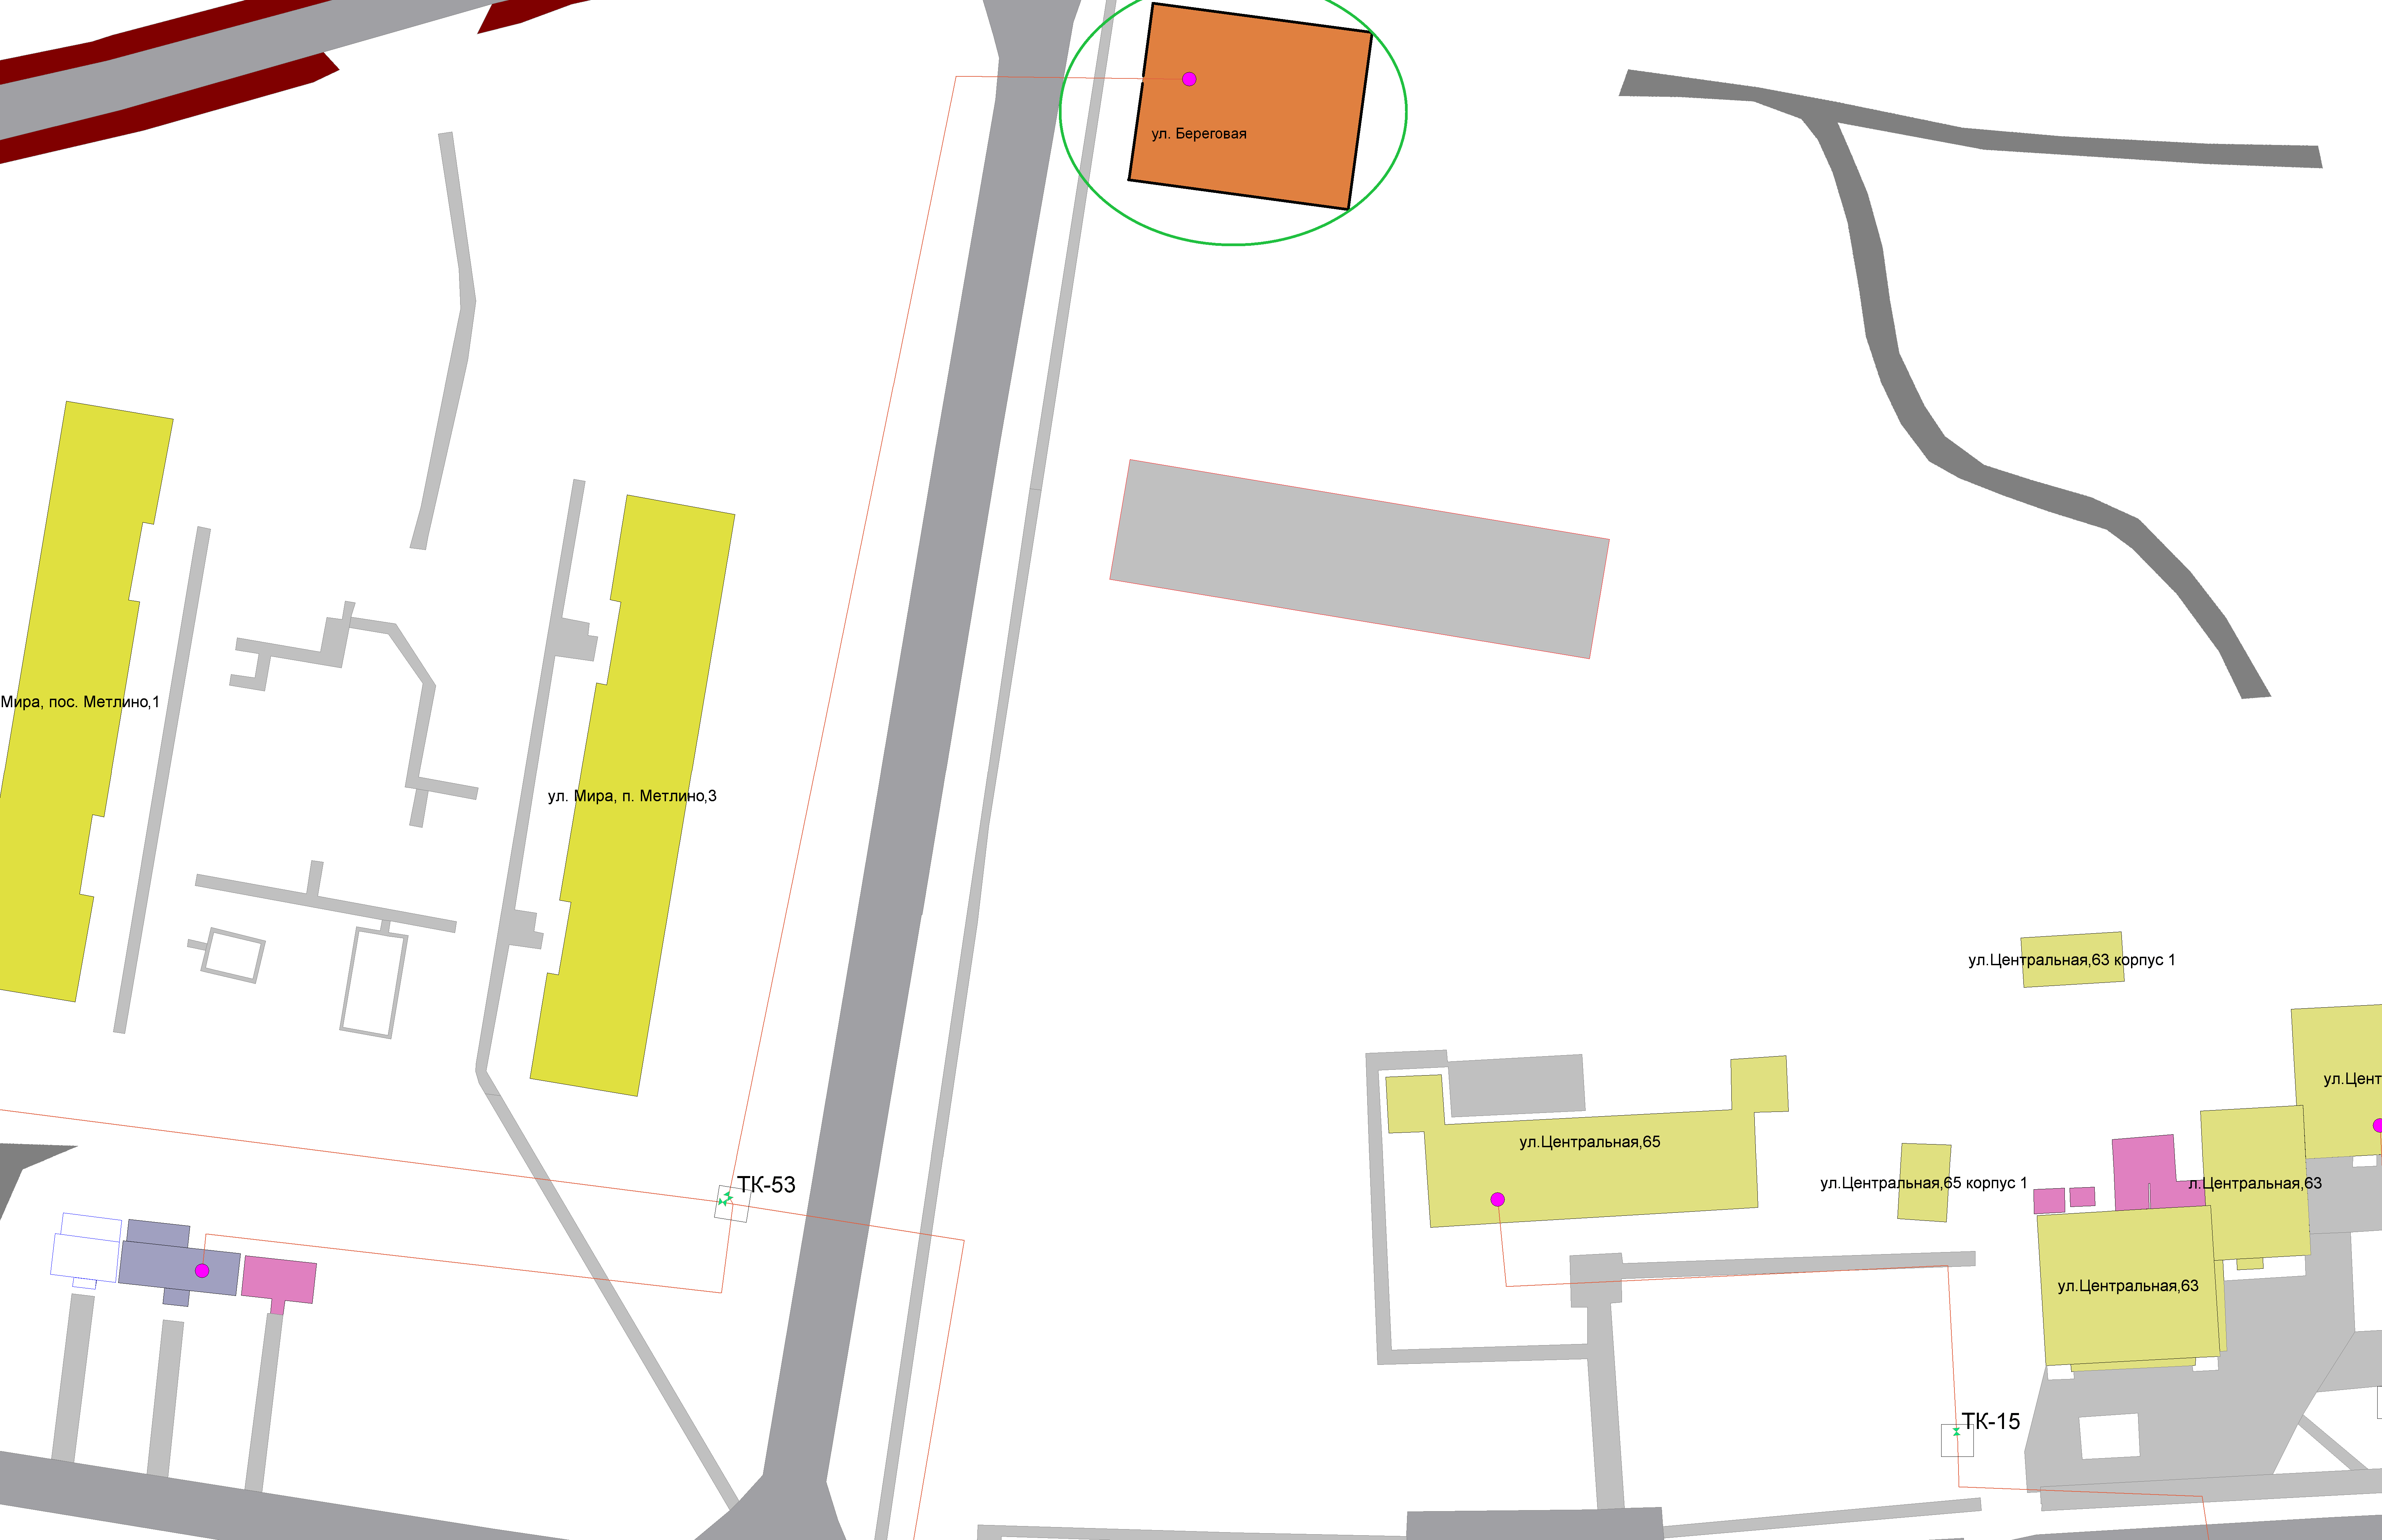 ул. Береговая
Мира, пос. Метлино,1
ул. Мира, п. Метлино,3
ул.Центральная,63 корпус 1
ул.Цент
ул.Центральная,65
ТК-53
ул.Центральная,65 корпус 1
л.Центральная,63
ул.Центральная,63
ТК-15